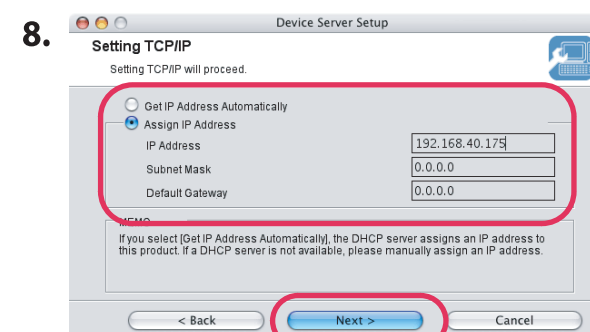 8.
Device Server Setup
Setting TCP/IP
Setting TCP/IP will proceed.
Get IP Address Automatically
Assign IP Address
IP Address 192.168.40.175
Subnet Mask 0.0.0.0
Default Gateway 0.0.0.0
MEMO
If you select [Get IP Address Automatically], the DHCP server assigns an IP address to
this product. If a DHCP server is not available, please manually assign an IP address.
< Back Next > Cancel